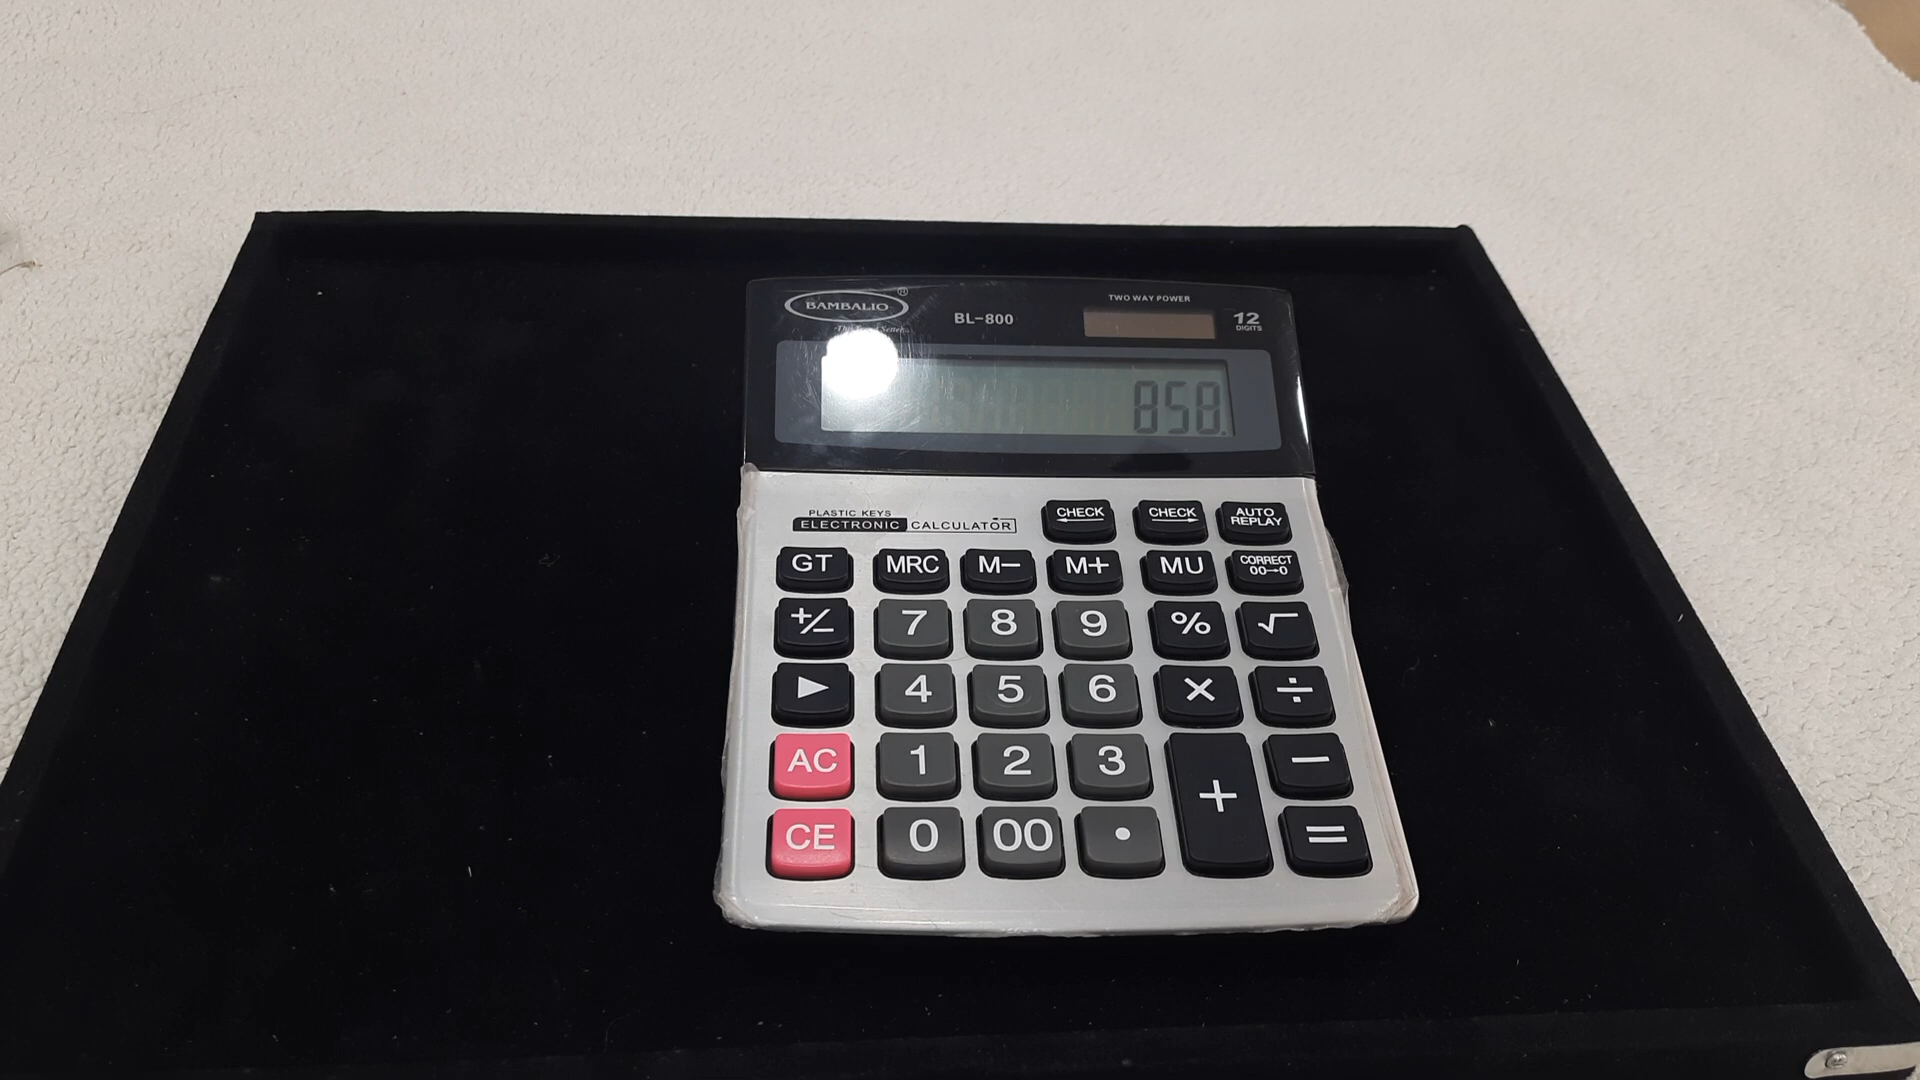 BAMBALIO ®
TWO WAY POWER
BL-800
12
DIGITS
858.
PLASTIC KEYS
ELECTRONIC CALCULATOR
CHECK CHECK AUTO REPLAY
GT MRC M− M+ MU CORRECT 00→0
+/− 7 8 9 % √
▶ 4 5 6 × ÷
AC 1 2 3 + −
CE 0 00 • =